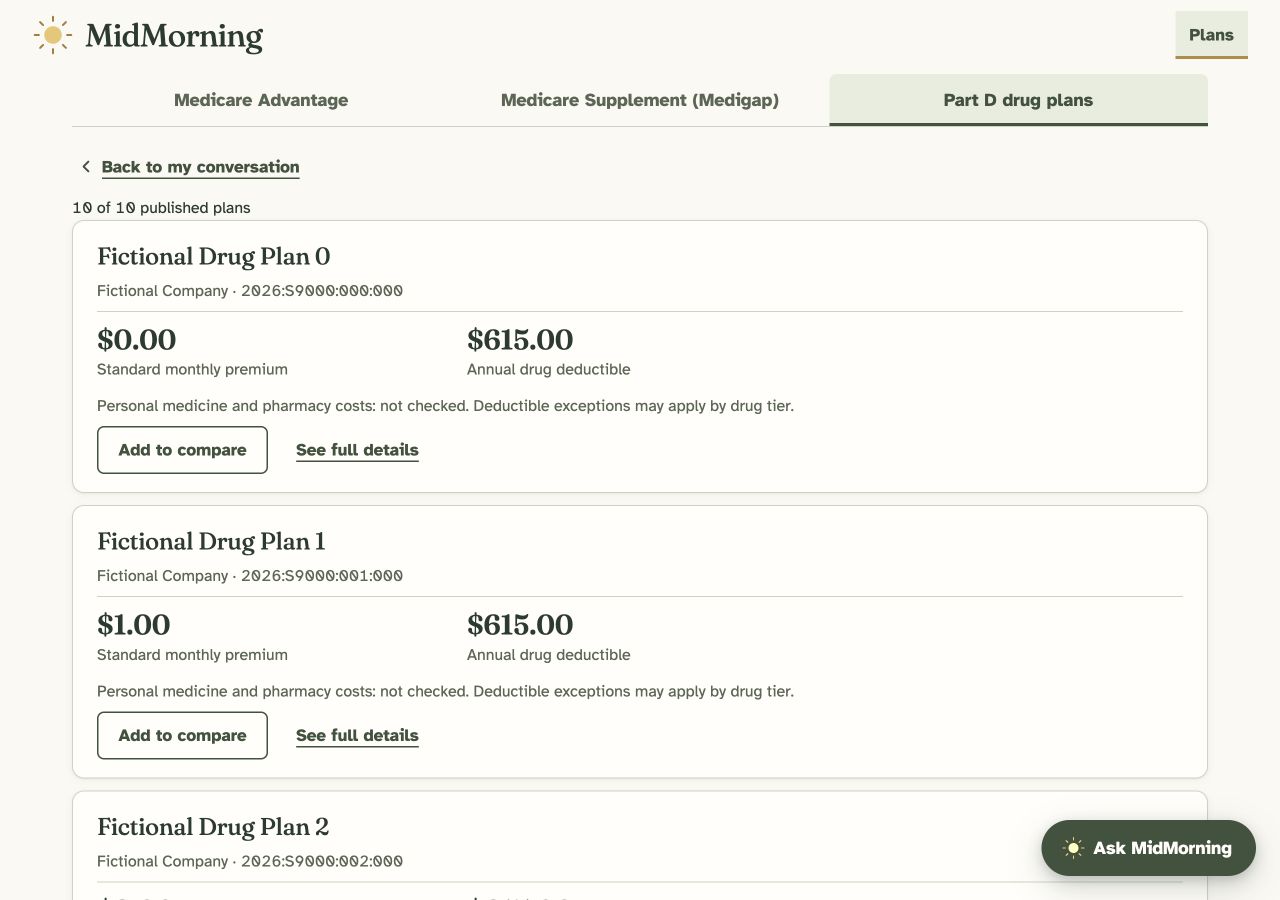 MidMorning
Plans
Medicare Advantage
Medicare Supplement (Medigap)
Part D drug plans
Back to my conversation
10 of 10 published plans
Fictional Drug Plan 0
Fictional Company · 2026:S9000:000:000
$0.00
Standard monthly premium
$615.00
Annual drug deductible
Personal medicine and pharmacy costs: not checked. Deductible exceptions may apply by drug tier.
Add to compare
See full details
Fictional Drug Plan 1
Fictional Company · 2026:S9000:001:000
$1.00
Standard monthly premium
$615.00
Annual drug deductible
Personal medicine and pharmacy costs: not checked. Deductible exceptions may apply by drug tier.
Add to compare
See full details
Fictional Drug Plan 2
Fictional Company · 2026:S9000:002:000
Ask MidMorning